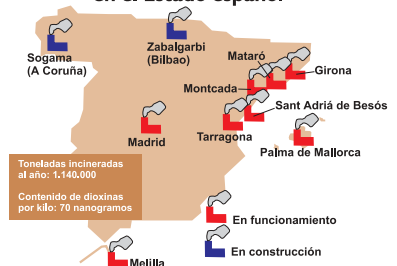 en el Estado español
Sogama
(A Coruña)
Zabalgarbi
(Bilbao)
Mataró
Girona
Montcada
Sant Adriá de Besós
Madrid
Tarragona
Palma de Mallorca
Toneladas incineradas
al año: 1.140.000
Contenido de dioxinas
por kilo: 70 nanogramos
En funcionamiento
En construcción
Melilla